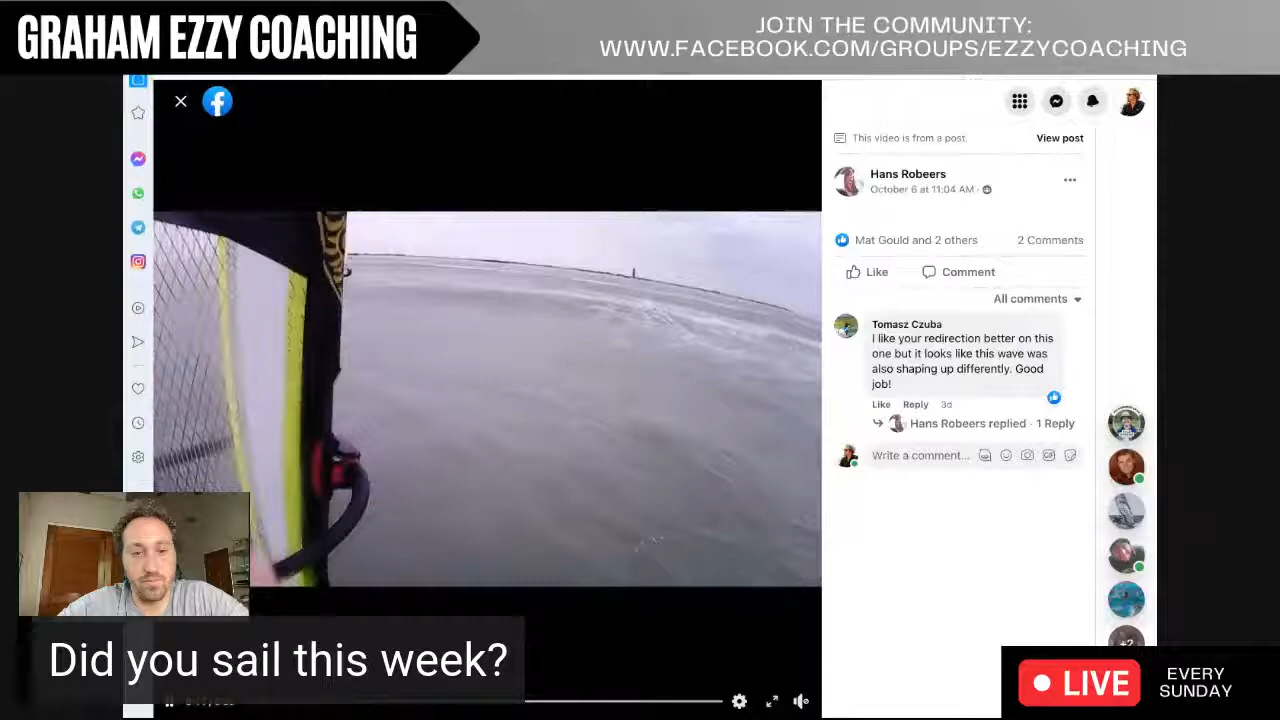 GRAHAM EZZY COACHING
JOIN THE COMMUNITY:
WWW.FACEBOOK.COM/GROUPS/EZZYCOACHING
This video is from a post.
View post
Hans Robeers
October 6 at 11:04 AM ·
Mat Gould and 2 others
2 Comments
Like
Comment
All comments
Tomasz Czuba
I like your redirection better on this
one but it looks like this wave was
also shaping up differently. Good
job!
Like Reply 3d
Hans Robeers replied · 1 Reply
Write a comment...
GIF
+2
Did you sail this week?
LIVE
EVERY
SUNDAY